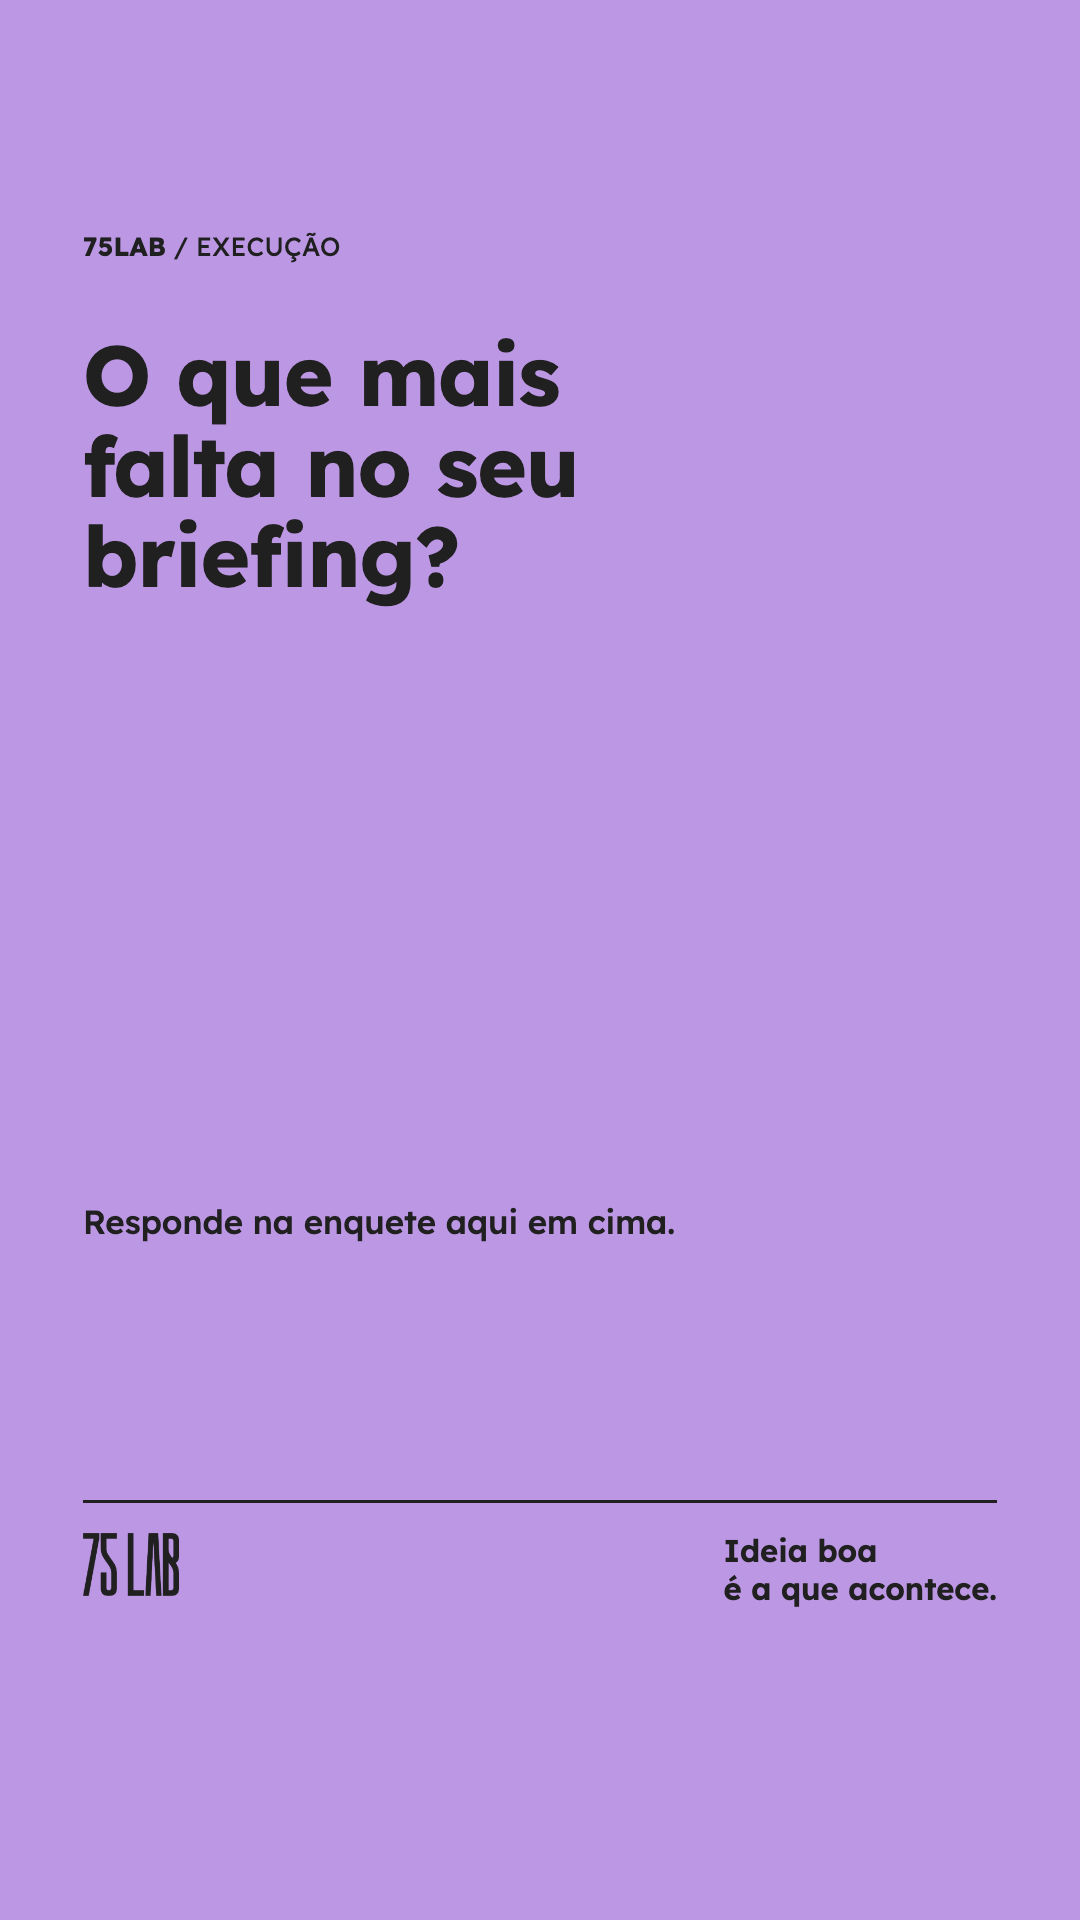 75LAB / EXECUÇÃO
O que mais
falta no seu
briefing?
Responde na enquete aqui em cima.
75 LAB
Ideia boa
é a que acontece.